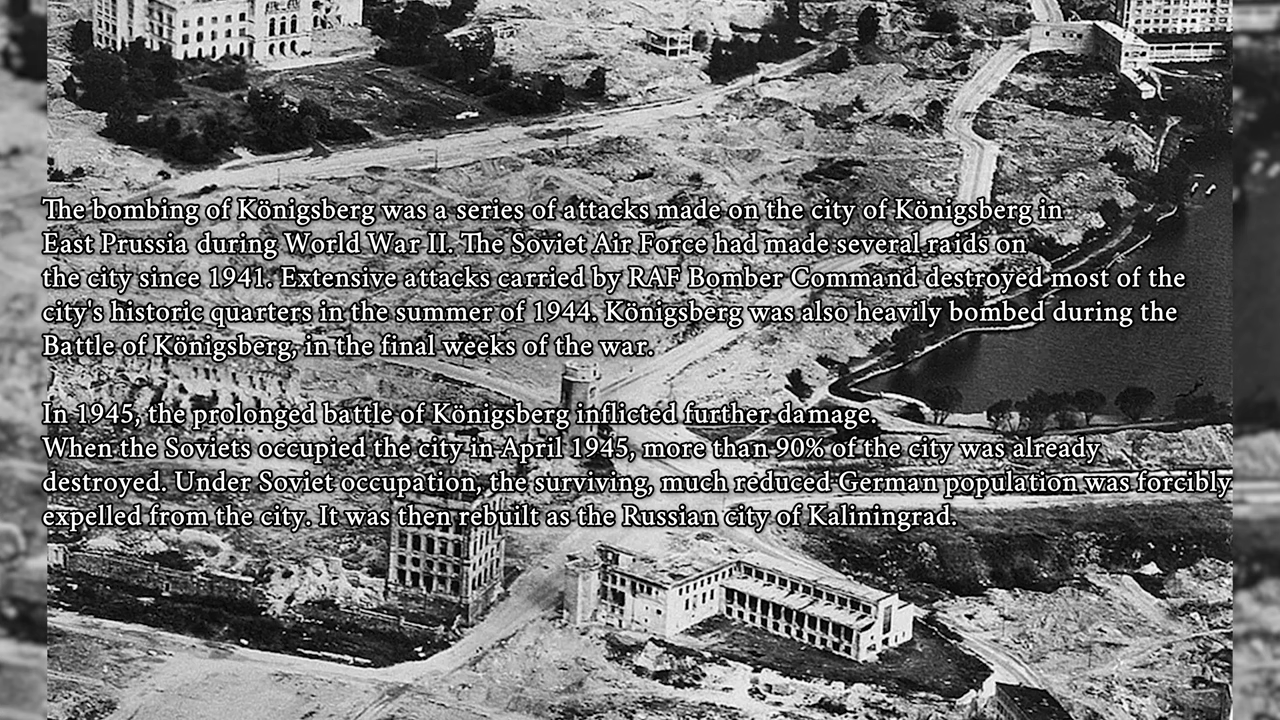 The bombing of Königsberg was a series of attacks made on the city of Königsberg in
East Prussia during World War II. The Soviet Air Force had made several raids on
the city since 1941. Extensive attacks carried by RAF Bomber Command destroyed most of the
city's historic quarters in the summer of 1944. Königsberg was also heavily bombed during the
Battle of Königsberg, in the final weeks of the war.
In 1945, the prolonged battle of Königsberg inflicted further damage.
When the Soviets occupied the city in April 1945, more than 90% of the city was already
destroyed. Under Soviet occupation, the surviving, much reduced German population was forcibly
expelled from the city. It was then rebuilt as the Russian city of Kaliningrad.